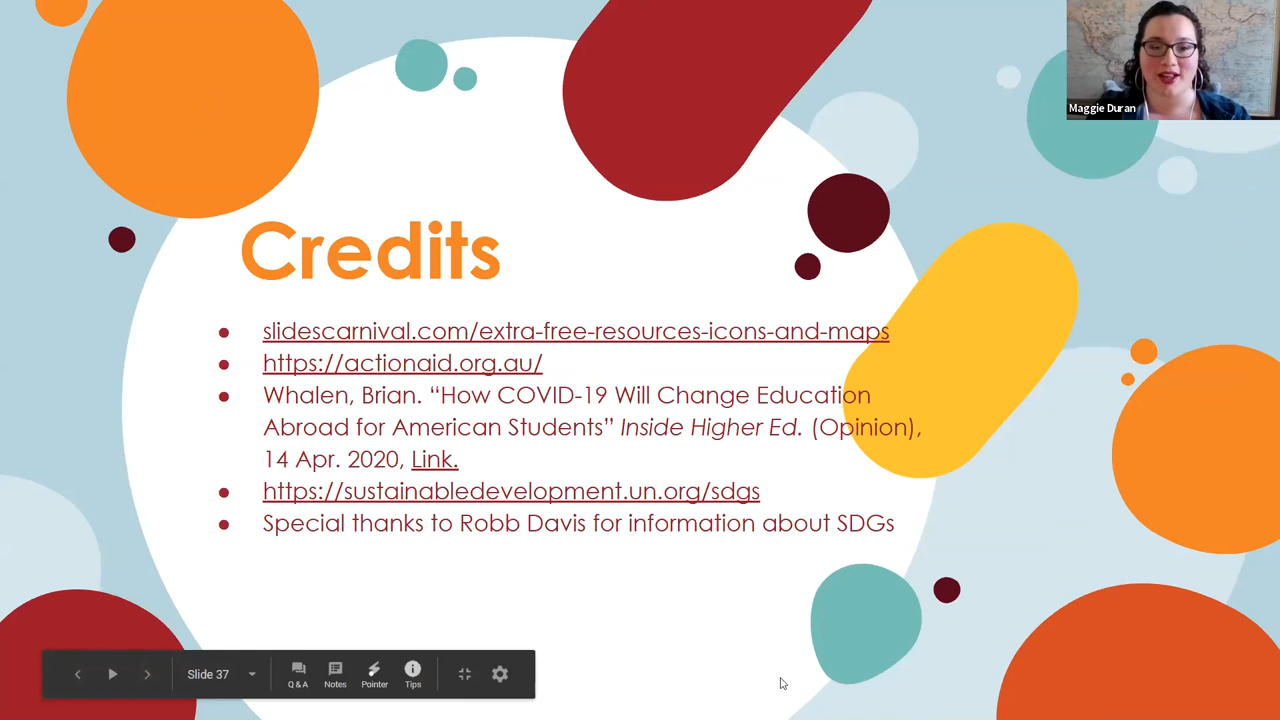 Maggie Duran
Credits
● slidescarnival.com/extra-free-resources-icons-and-maps
● https://actionaid.org.au/
● Whalen, Brian. “How COVID-19 Will Change Education
Abroad for American Students” Inside Higher Ed. (Opinion),
14 Apr. 2020, Link.
● https://sustainabledevelopment.un.org/sdgs
● Special thanks to Robb Davis for information about SDGs
Slide 37
Q & A Notes Pointer Tips